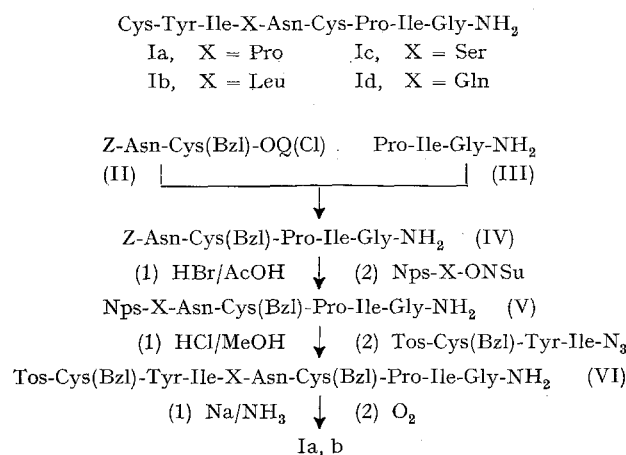 Cys-Tyr-Ile-X-Asn-Cys-Pro-Ile-Gly-NH₂
Ia, X = Pro Ic, X = Ser
Ib, X = Leu Id, X = Gln
Z-Asn-Cys(Bzl)-OQ(Cl) Pro-Ile-Gly-NH₂
(II) (III)
Z-Asn-Cys(Bzl)-Pro-Ile-Gly-NH₂ (IV)
(1) HBr/AcOH (2) Nps-X-ONSu
Nps-X-Asn-Cys(Bzl)-Pro-Ile-Gly-NH₂ (V)
(1) HCl/MeOH (2) Tos-Cys(Bzl)-Tyr-Ile-N₃
Tos-Cys(Bzl)-Tyr-Ile-X-Asn-Cys(Bzl)-Pro-Ile-Gly-NH₂ (VI)
(1) Na/NH₃ (2) O₂
Ia, b